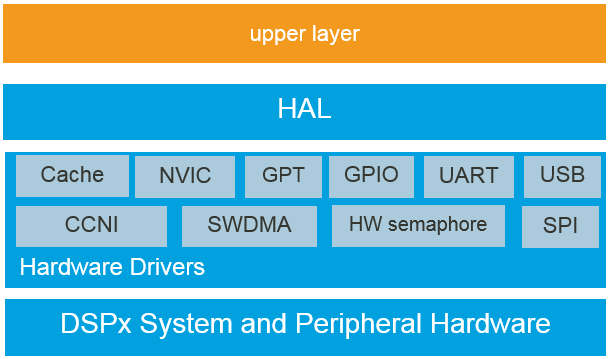 upper layer
HAL
Cache NVIC GPT GPIO UART USB
CCNI SWDMA HW semaphore SPI
Hardware Drivers
DSPx System and Peripheral Hardware